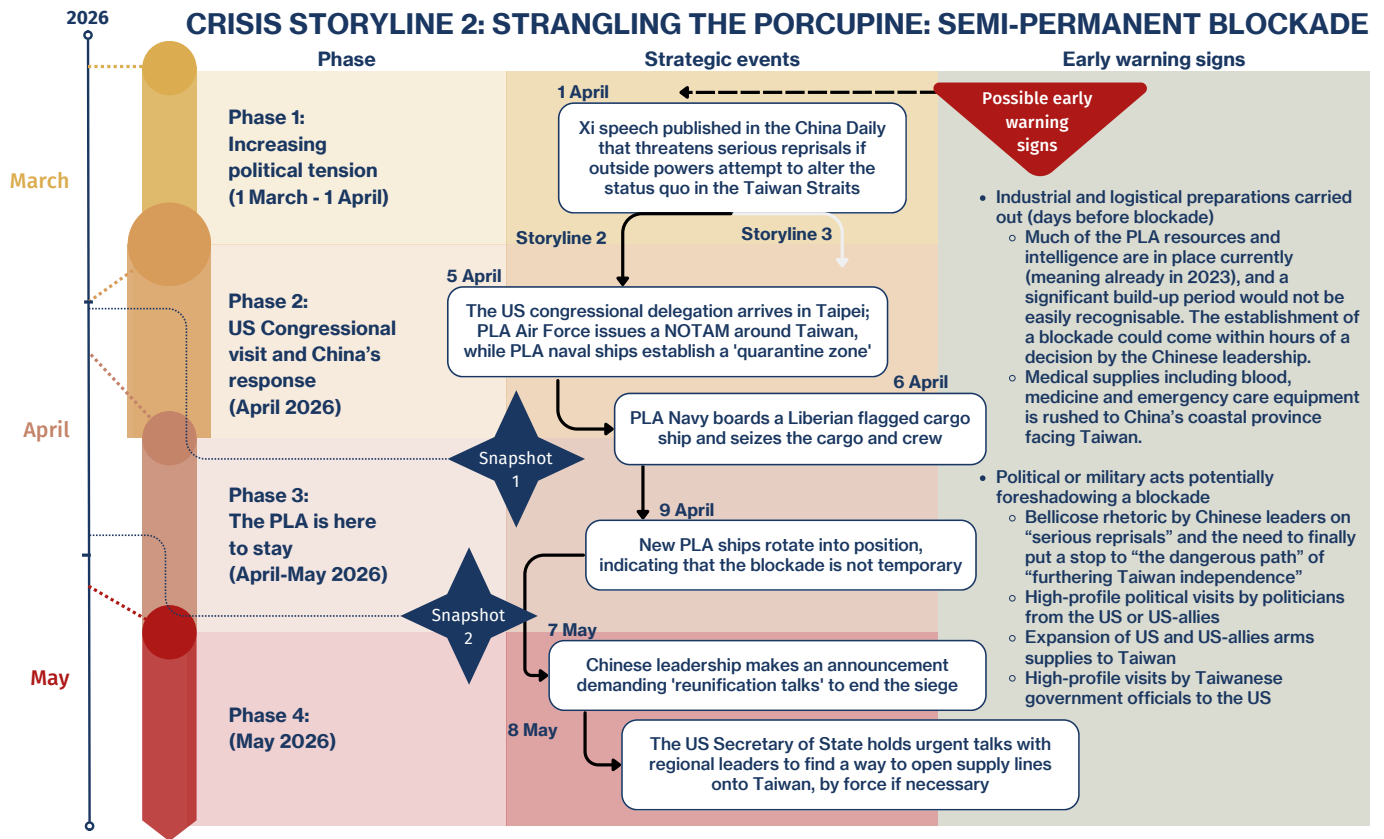 2026
CRISIS STORYLINE 2: STRANGLING THE PORCUPINE: SEMI-PERMANENT BLOCKADE
Phase
Strategic events
Early warning signs
March
April
May
Phase 1:
Increasing
political tension
(1 March - 1 April)
Phase 2:
US Congressional
visit and China's
response
(April 2026)
Phase 3:
The PLA is here
to stay
(April-May 2026)
Phase 4:
(May 2026)
1 April
Xi speech published in the China Daily
that threatens serious reprisals if
outside powers attempt to alter the
status quo in the Taiwan Straits
Storyline 2
Storyline 3
5 April
The US congressional delegation arrives in Taipei;
PLA Air Force issues a NOTAM around Taiwan,
while PLA naval ships establish a 'quarantine zone'
6 April
PLA Navy boards a Liberian flagged cargo
ship and seizes the cargo and crew
Snapshot
1
9 April
New PLA ships rotate into position,
indicating that the blockade is not temporary
Snapshot
2
7 May
Chinese leadership makes an announcement
demanding 'reunification talks' to end the siege
8 May
The US Secretary of State holds urgent talks with
regional leaders to find a way to open supply lines
onto Taiwan, by force if necessary
Possible early
warning
signs
• Industrial and logistical preparations carried
out (days before blockade)
◦ Much of the PLA resources and
intelligence are in place currently
(meaning already in 2023), and a
significant build-up period would not be
easily recognisable. The establishment of
a blockade could come within hours of a
decision by the Chinese leadership.
◦ Medical supplies including blood,
medicine and emergency care equipment
is rushed to China's coastal province
facing Taiwan.
• Political or military acts potentially
foreshadowing a blockade
◦ Bellicose rhetoric by Chinese leaders on
“serious reprisals” and the need to finally
put a stop to “the dangerous path” of
“furthering Taiwan independence”
◦ High-profile political visits by politicians
from the US or US-allies
◦ Expansion of US and US-allies arms
supplies to Taiwan
◦ High-profile visits by Taiwanese
government officials to the US